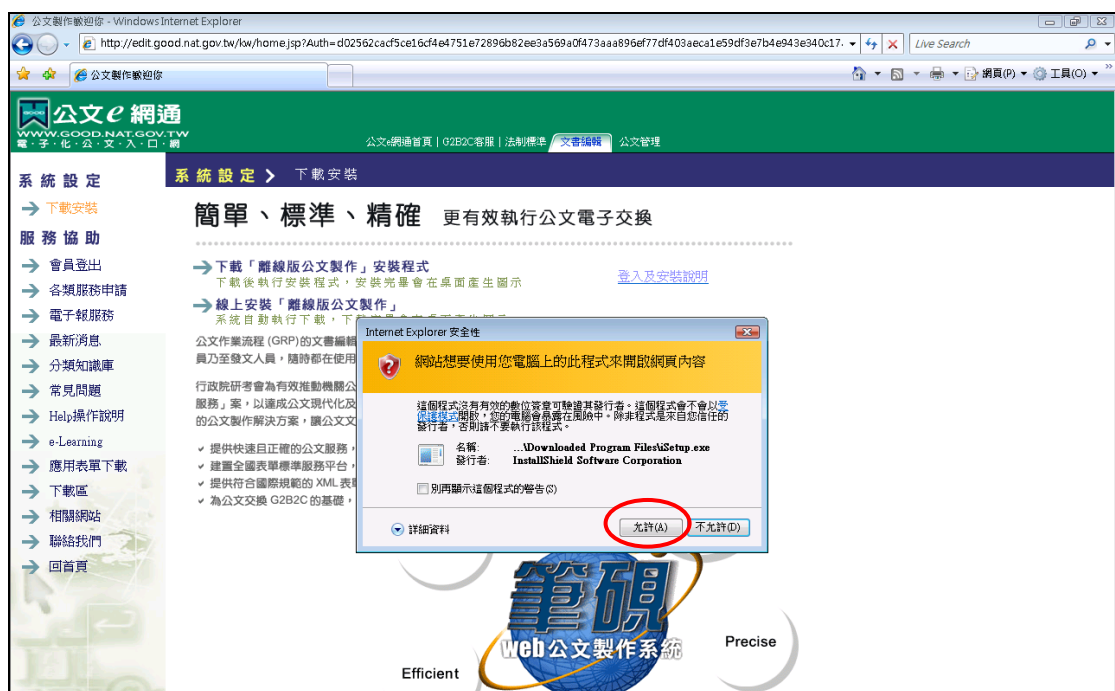 公文製作歡迎你 - Windows Internet Explorer
http://edit.good.nat.gov.tw/kw/home.jsp?Auth=d02562cacf5ce16cf4e4751e72896b82ee3a569a0f473aaa896ef77df403aeca1e59df3e7b4e943e340c17.
Live Search
公文製作歡迎你
網頁(P)
工具(O)
公文e網通
WWW.GOOD.NAT.GOV.TW
電‧子‧化‧公‧文‧入‧口‧網
公文e網通首頁 | G2B2C客服 | 法制標準 文書編輯 公文管理
系統設定
下載安裝
服務協助
會員登出
各類服務申請
電子報服務
最新消息
分類知識庫
常見問題
Help操作說明
e-Learning
應用表單下載
下載區
相關網站
聯絡我們
回首頁
系統設定 > 下載安裝
簡單、標準、精確 更有效執行公文電子交換
下載「離線版公文製作」安裝程式
下載後執行安裝程式，安裝完畢會在桌面產生圖示
登入及安裝說明
線上安裝「離線版公文製作」
系統自動執行下載，下
公文作業流程 (GRP)的文書編輯
員乃至發文人員，隨時都在使用
行政院研考會為有效推動機關公
服務」案，以達成公文現代化及
的公文製作解決方案，讓公文文
提供快速且正確的公文服務，
建置全國表單標準服務平台，
提供符合國際規範的 XML 表
為公文交換 G2B2C 的基礎，
Internet Explorer 安全性
網站想要使用您電腦上的此程式來開啟網頁內容
這個程式沒有有效的數位簽章可驗證其發行者。這個程式會不會以受
保護模式開啟，您的電腦會暴露在風險中。除非程式是來自您信任的
發行者，否則請不要執行該程式。
名稱: ...\Downloaded Program Files\iSetup.exe
發行者: InstallShield Software Corporation
別再顯示這個程式的警告(S)
詳細資料
允許(A)
不允許(D)
筆硯
Web公文製作系統
Precise
Efficient